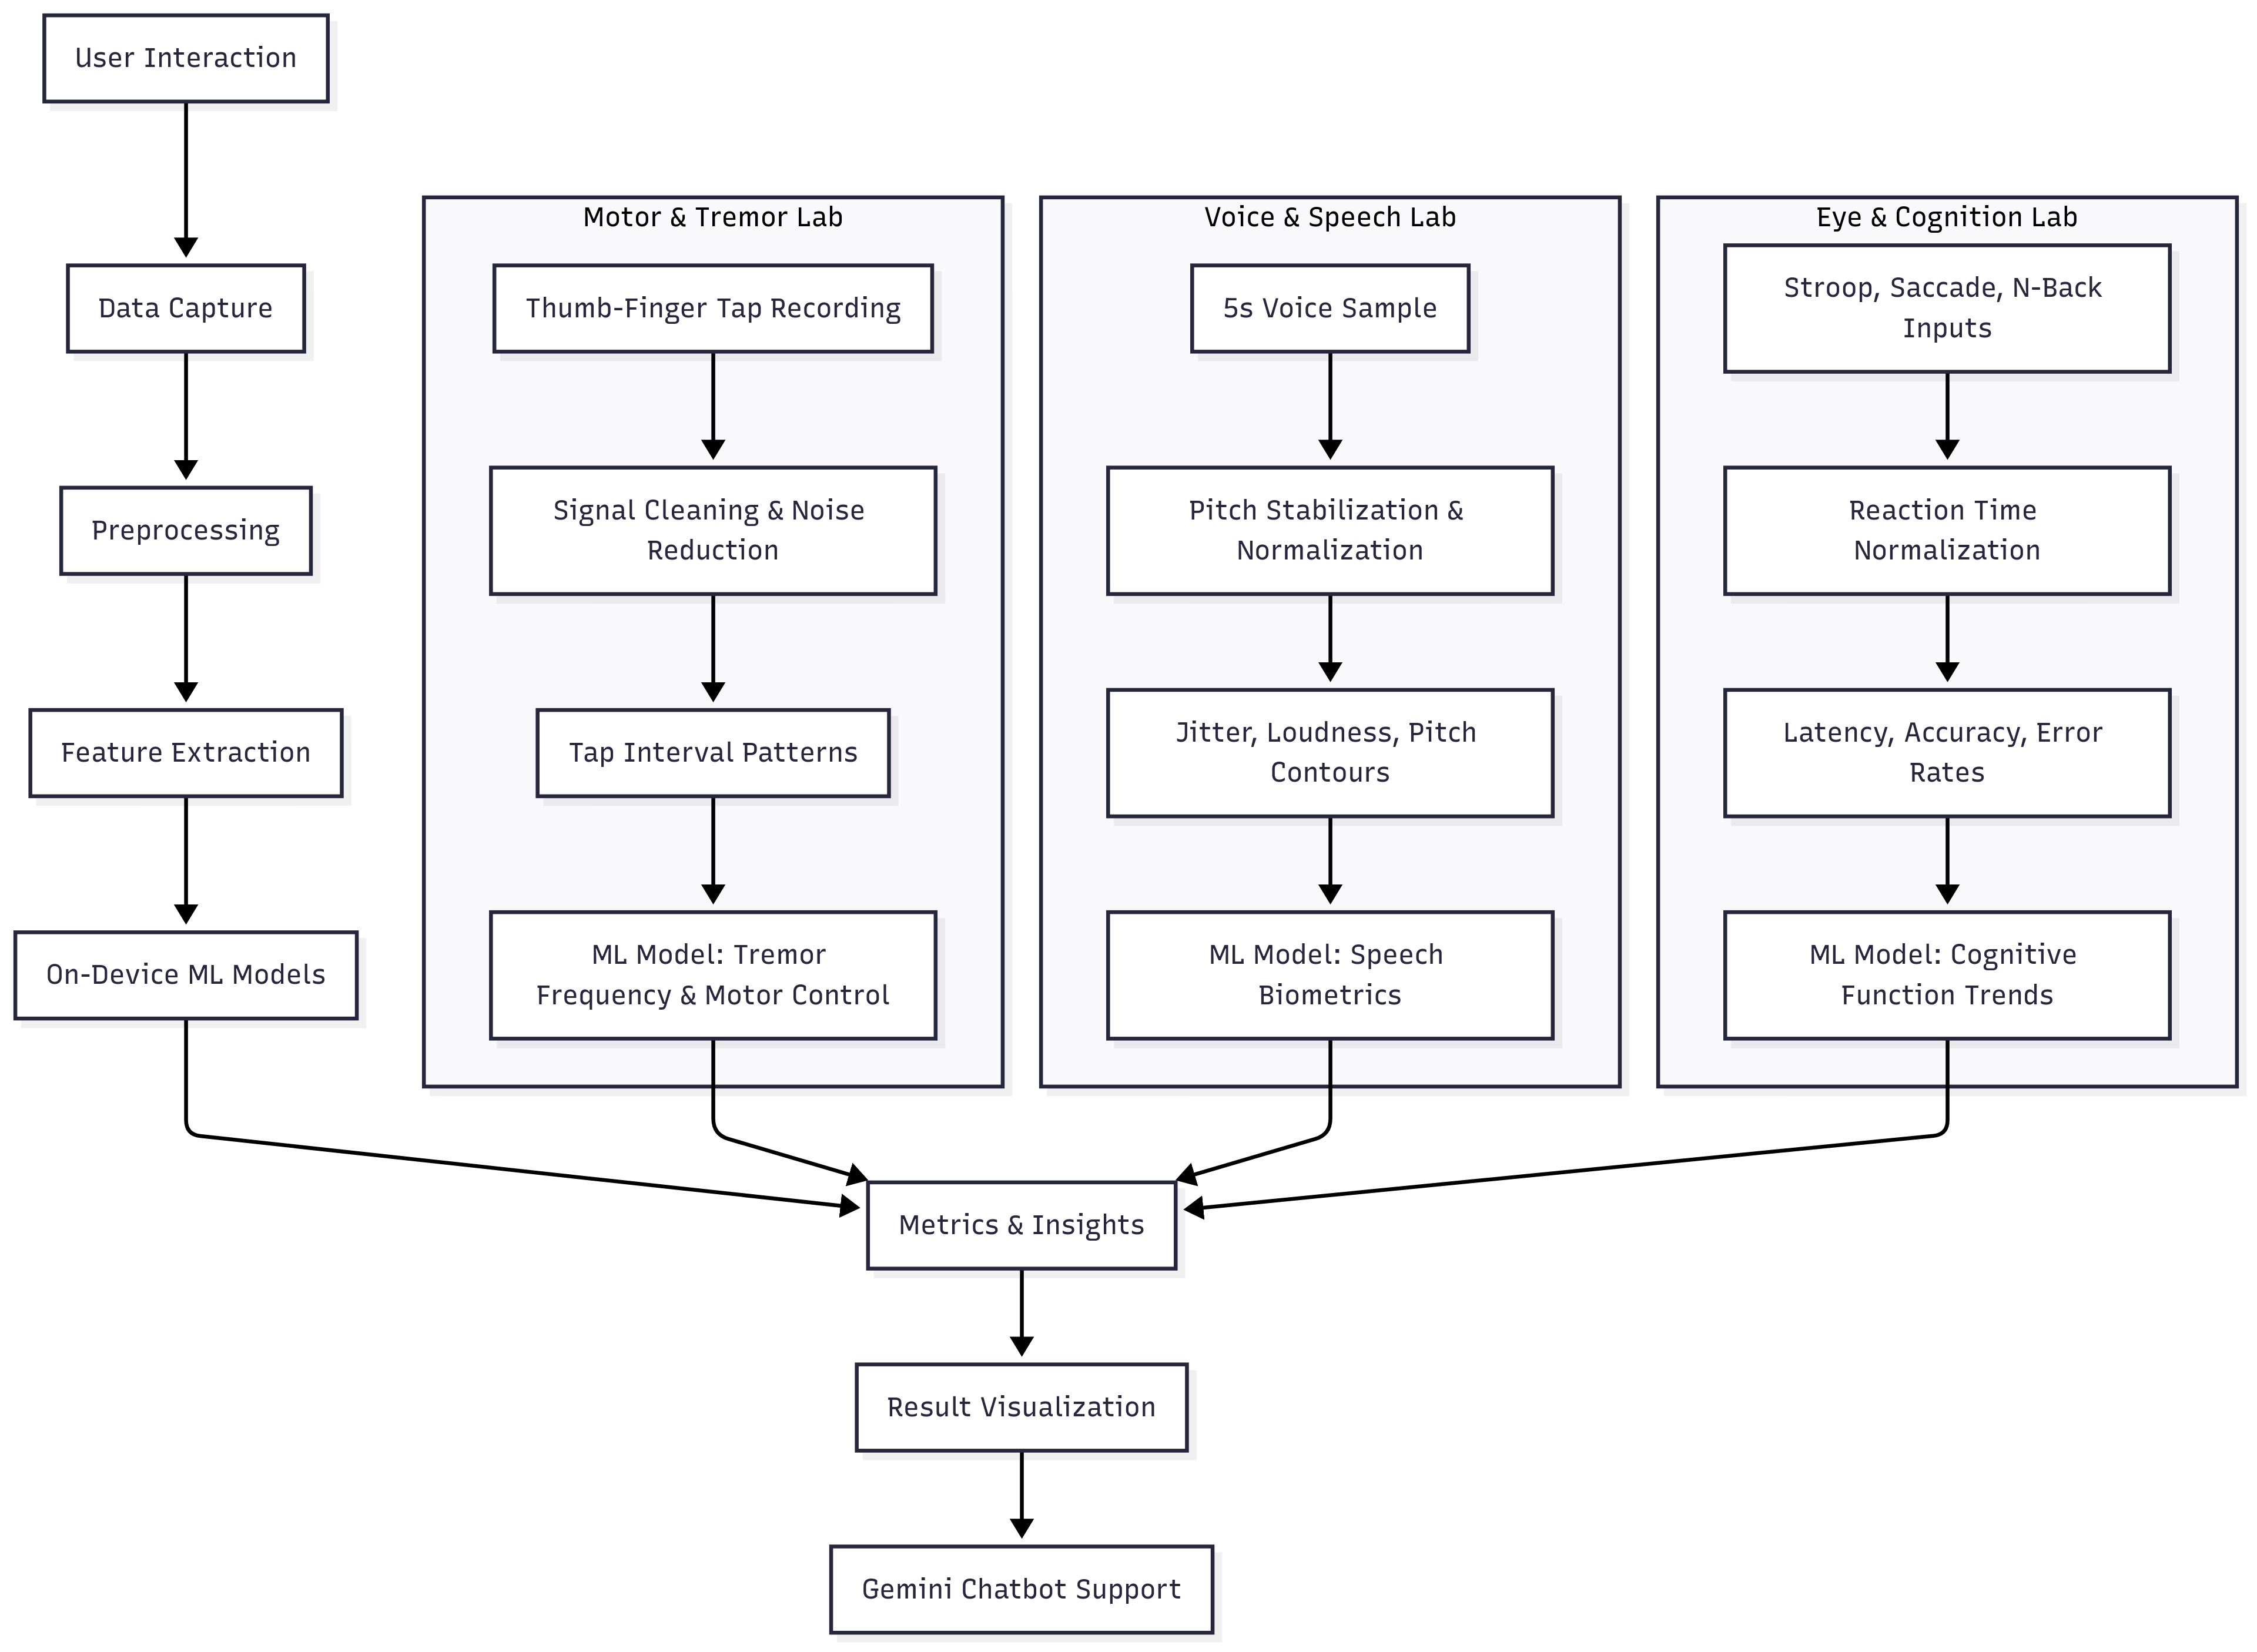 User Interaction
Data Capture
Preprocessing
Feature Extraction
On-Device ML Models
Motor & Tremor Lab
Thumb-Finger Tap Recording
Signal Cleaning & Noise
Reduction
Tap Interval Patterns
ML Model: Tremor
Frequency & Motor Control
Voice & Speech Lab
5s Voice Sample
Pitch Stabilization &
Normalization
Jitter, Loudness, Pitch
Contours
ML Model: Speech
Biometrics
Eye & Cognition Lab
Stroop, Saccade, N-Back
Inputs
Reaction Time
Normalization
Latency, Accuracy, Error
Rates
ML Model: Cognitive
Function Trends
Metrics & Insights
Result Visualization
Gemini Chatbot Support